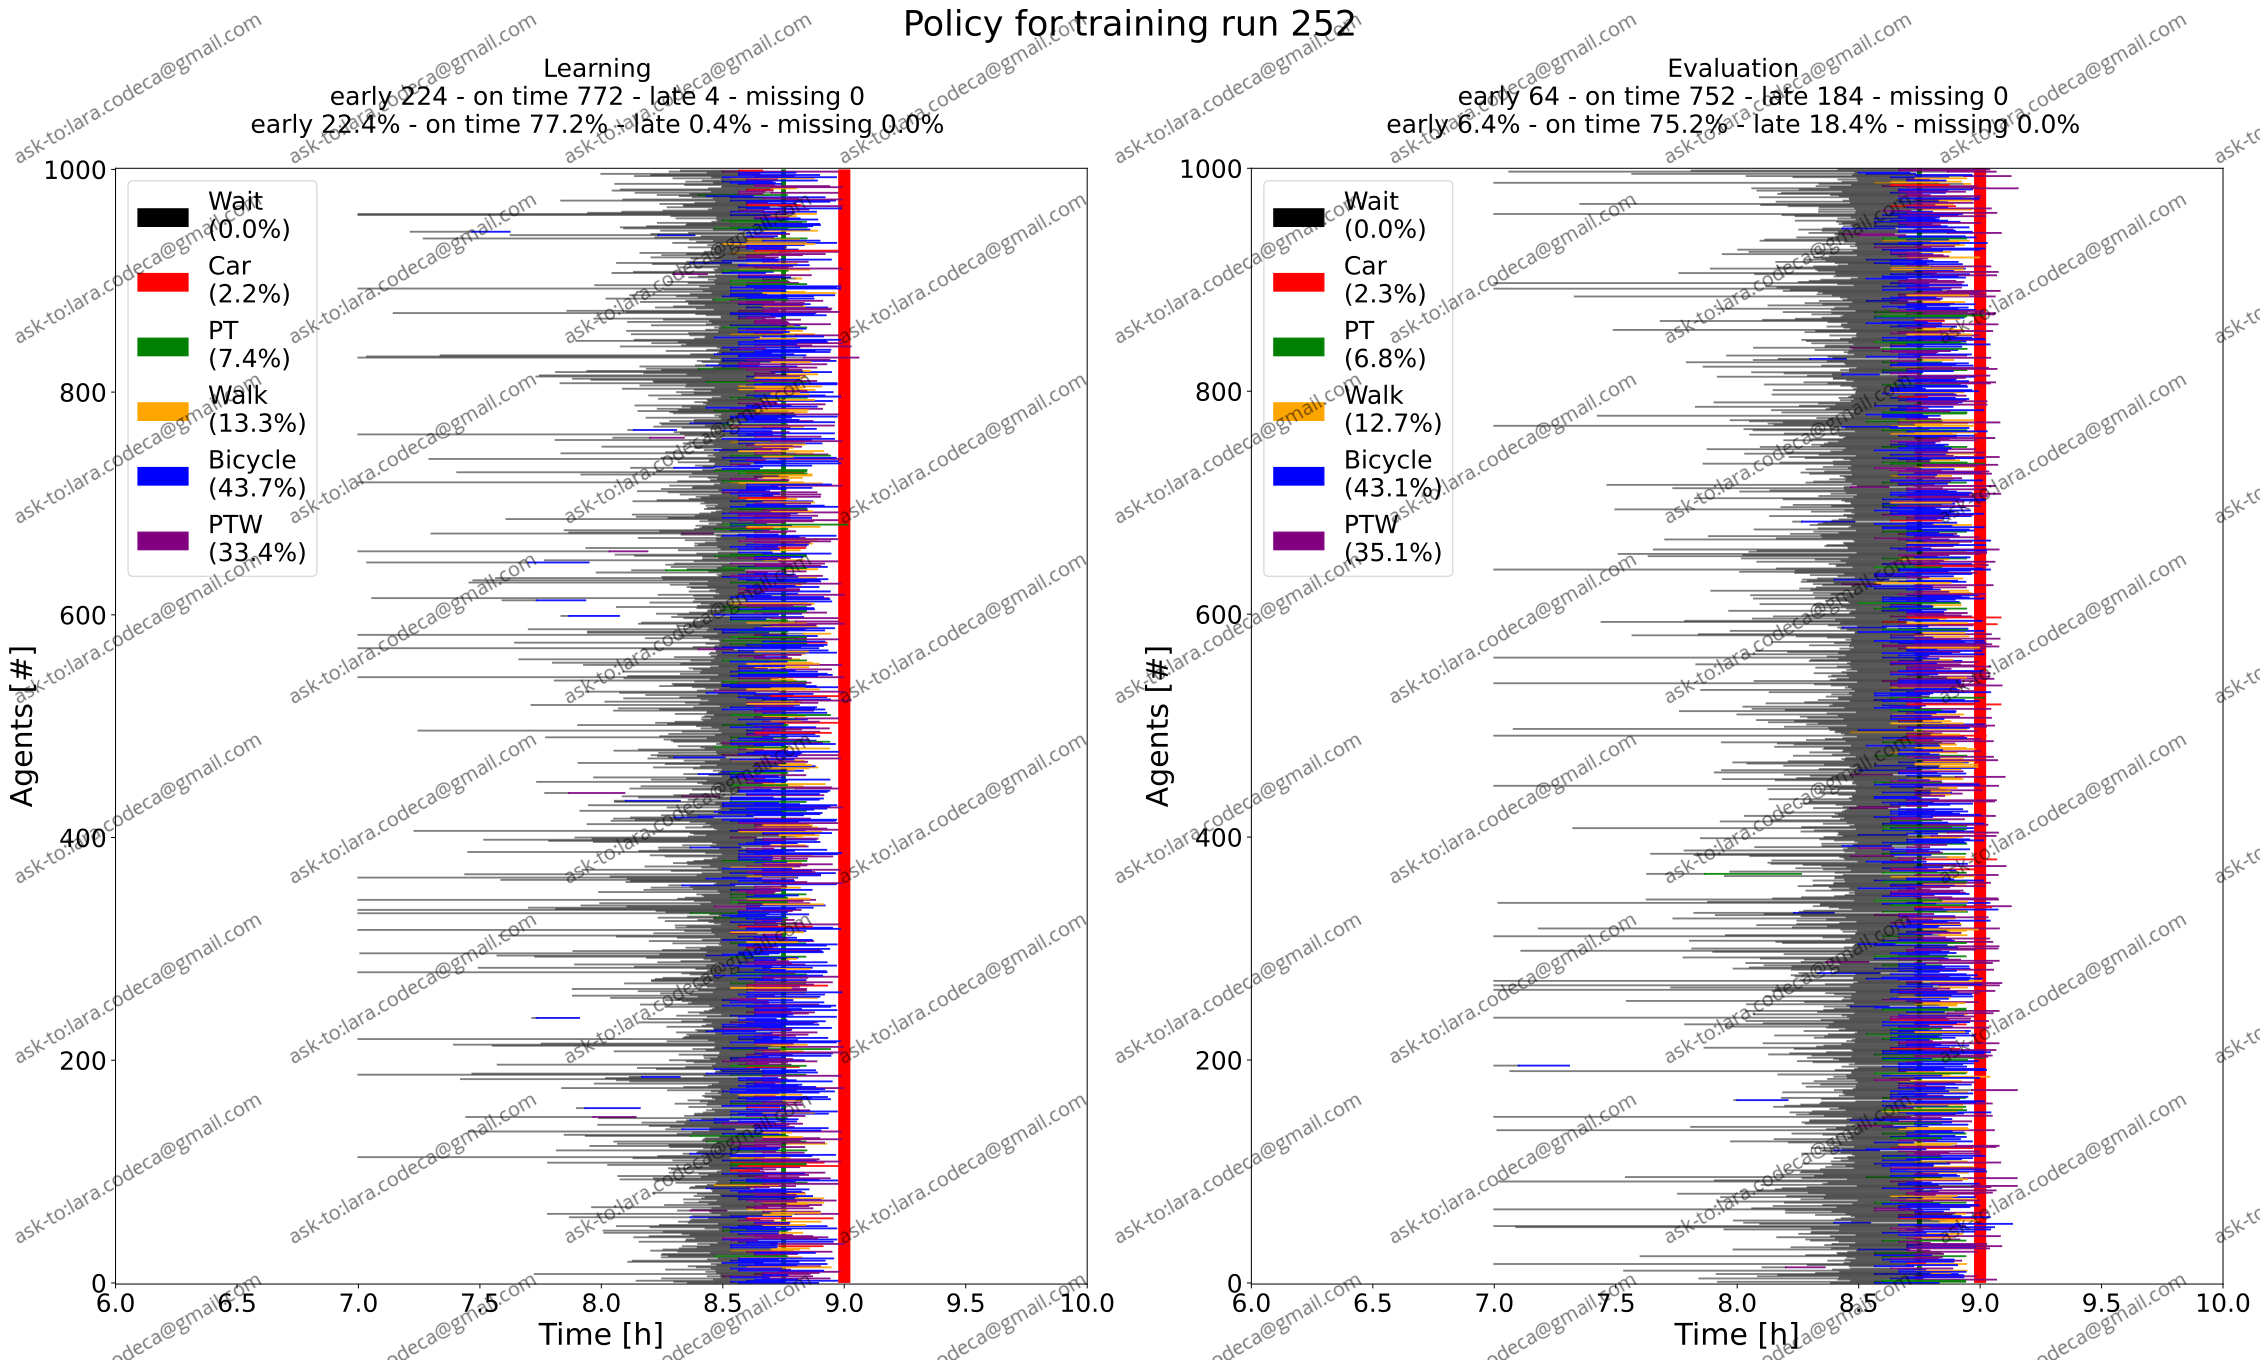 Policy for training run 252
Learning
early 224 - on time 772 - late 4 - missing 0
early 22.4% - on time 77.2% - late 0.4% - missing 0.0%
Agents [#]
1000
800
600
400
200
0
Wait
(0.0%)
Car
(2.2%)
PT
(7.4%)
Walk
(13.3%)
Bicycle
(43.7%)
PTW
(33.4%)
6.0 6.5 7.0 7.5 8.0 8.5 9.0 9.5 10.0
Time [h]
Evaluation
early 64 - on time 752 - late 184 - missing 0
early 6.4% - on time 75.2% - late 18.4% - missing 0.0%
Agents [#]
1000
800
600
400
200
0
Wait
(0.0%)
Car
(2.3%)
PT
(6.8%)
Walk
(12.7%)
Bicycle
(43.1%)
PTW
(35.1%)
6.0 6.5 7.0 7.5 8.0 8.5 9.0 9.5 10.0
Time [h]
ask-to:lara.codeca@gmail.com